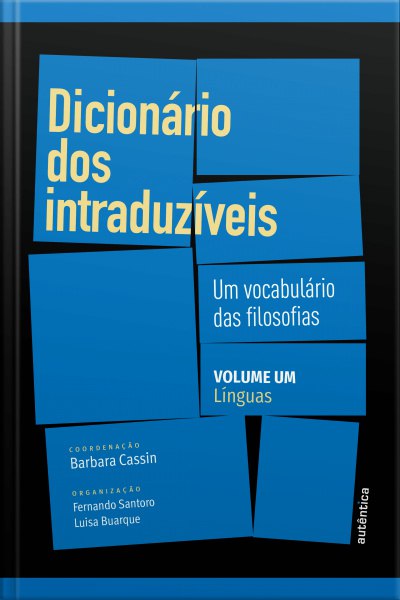 Dicionário
dos
intraduzíveis
Um vocabulário
das filosofias
VOLUME UM
Línguas
COORDENAÇÃO
Barbara Cassin
ORGANIZAÇÃO
Fernando Santoro
Luisa Buarque
autêntica